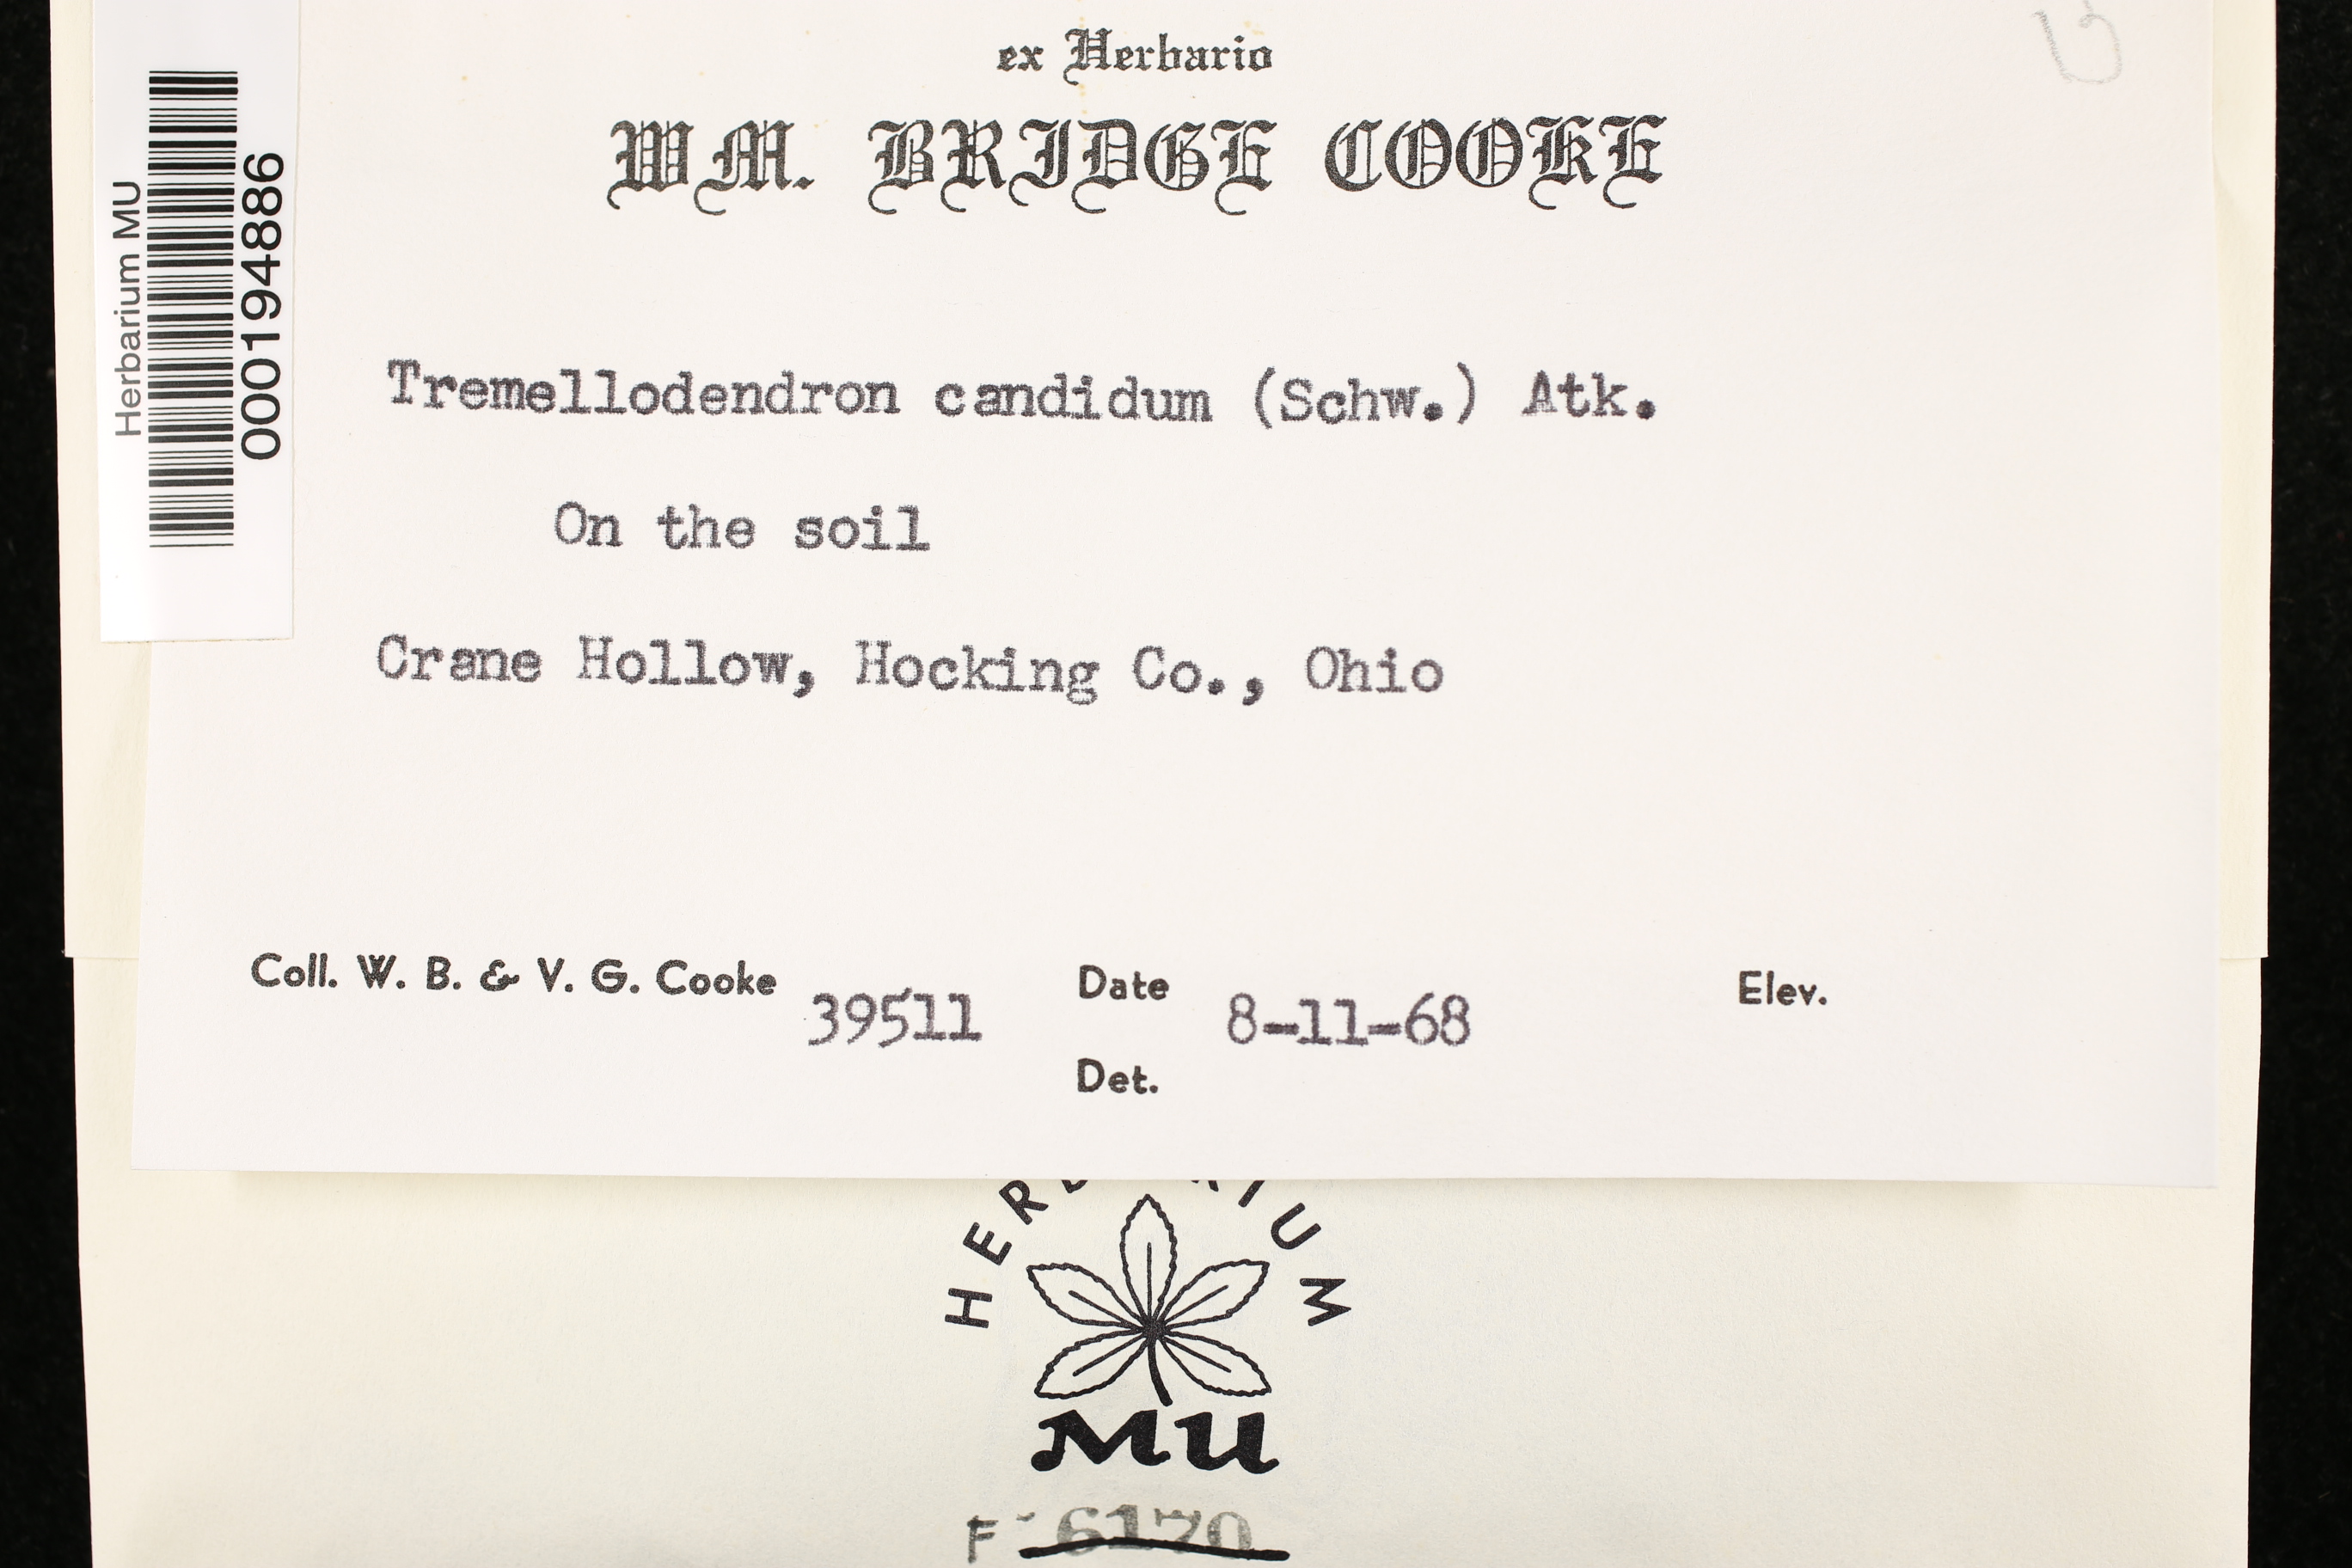 ex Herbario
WM. BRIDGE COOKE
Herbarium MU
000194886
Tremellodendron candidum (Schw.) Atk.
On the soil
Crane Hollow, Hocking Co., Ohio
Coll. W. B. & V. G. Cooke 39511 Date 8-11-68 Elev.
Det.
HERBARIUM
MU
F - 6170